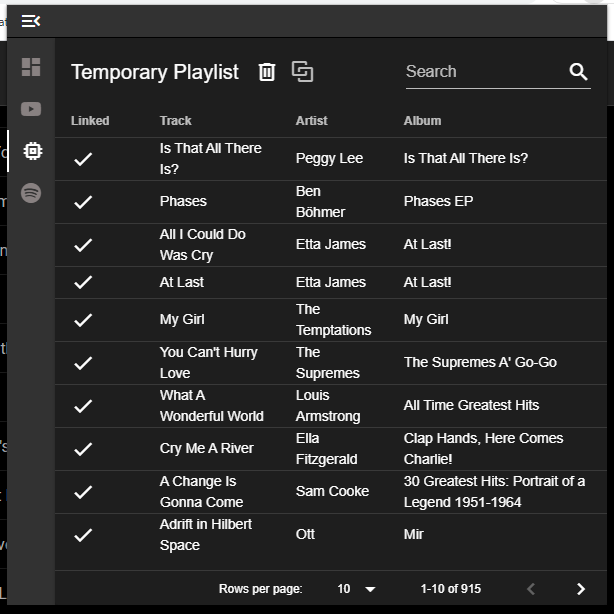 Temporary Playlist
Search
Linked Track Artist Album
Is That All There
Is?
Peggy Lee
Is That All There Is?
Phases
Ben
Böhmer
Phases EP
All I Could Do
Was Cry
Etta James
At Last!
At Last
Etta James
At Last!
My Girl
The
Temptations
My Girl
You Can't Hurry
Love
The
Supremes
The Supremes A' Go-Go
What A
Wonderful World
Louis
Armstrong
All Time Greatest Hits
Cry Me A River
Ella
Fitzgerald
Clap Hands, Here Comes
Charlie!
A Change Is
Gonna Come
Sam Cooke
30 Greatest Hits: Portrait of a
Legend 1951-1964
Adrift in Hilbert
Space
Ott
Mir
Rows per page: 10 1-10 of 915